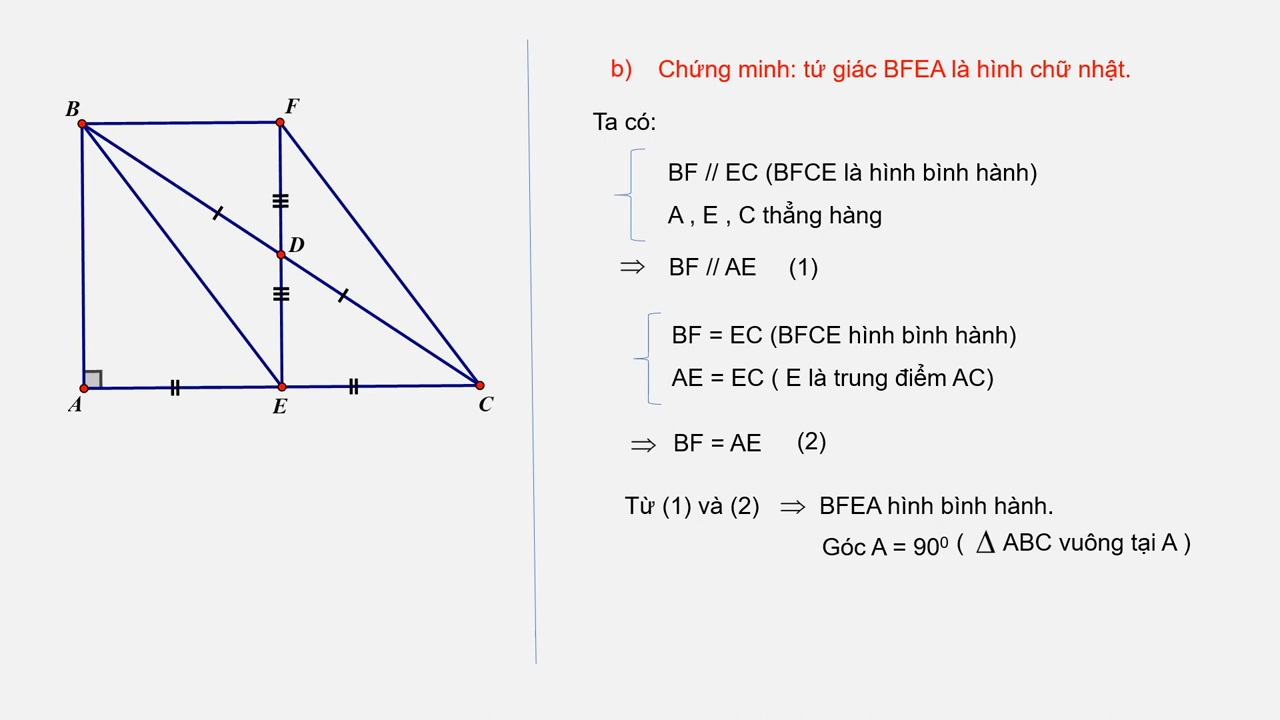 b) Chứng minh: tứ giác BFEA là hình chữ nhật.
Ta có:
BF // EC (BFCE là hình bình hành)
A , E , C thẳng hàng
⇒ BF // AE (1)
BF = EC (BFCE hình bình hành)
AE = EC ( E là trung điểm AC)
⇒ BF = AE (2)
Từ (1) và (2) ⇒ BFEA hình bình hành.
Góc A = 90⁰ ( Δ ABC vuông tại A )
B F
D
A E C